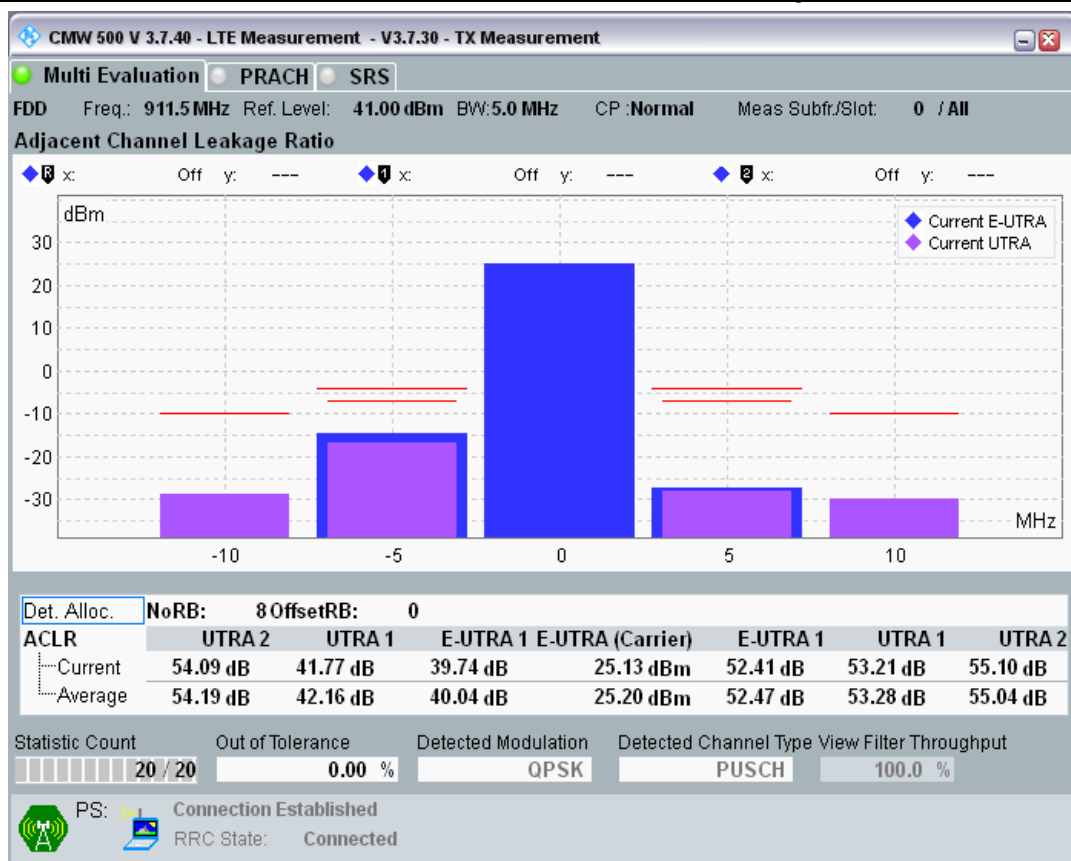 CMW 500 V 3.7.40 - LTE Measurement - V3.7.30 - TX Measurement
Multi Evaluation PRACH SRS
FDD Freq.: 911.5 MHz Ref. Level: 41.00 dBm BW:5.0 MHz CP :Normal Meas Subfr./Slot: 0 / All
Adjacent Channel Leakage Ratio
R x: Off y: --- 1 x: Off y: --- 2 x: Off y: ---
dBm
Current E-UTRA
Current UTRA
30
20
10
0
-10
-20
-30
MHz
-10 -5 0 5 10
Det. Alloc. NoRB: 8 OffsetRB: 0
ACLR UTRA 2 UTRA 1 E-UTRA 1 E-UTRA (Carrier) E-UTRA 1 UTRA 1 UTRA 2
Current 54.09 dB 41.77 dB 39.74 dB 25.13 dBm 52.41 dB 53.21 dB 55.10 dB
Average 54.19 dB 42.16 dB 40.04 dB 25.20 dBm 52.47 dB 53.28 dB 55.04 dB
Statistic Count Out of Tolerance Detected Modulation Detected Channel Type View Filter Throughput
20 / 20 0.00 % QPSK PUSCH 100.0 %
PS: Connection Established
RRC State: Connected